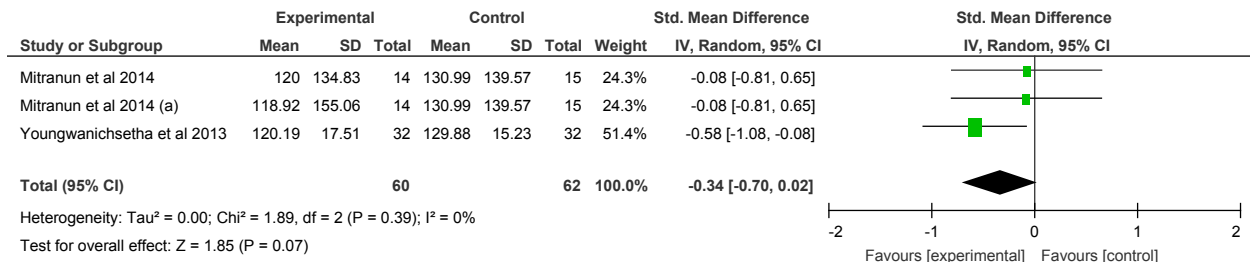 Experimental Control Std. Mean Difference Std. Mean Difference
Study or Subgroup Mean SD Total Mean SD Total Weight IV, Random, 95% CI IV, Random, 95% CI
Mitranun et al 2014 120 134.83 14 130.99 139.57 15 24.3% -0.08 [-0.81, 0.65]
Mitranun et al 2014 (a) 118.92 155.06 14 130.99 139.57 15 24.3% -0.08 [-0.81, 0.65]
Youngwanichsetha et al 2013 120.19 17.51 32 129.88 15.23 32 51.4% -0.58 [-1.08, -0.08]
Total (95% CI) 60 62 100.0% -0.34 [-0.70, 0.02]
Heterogeneity: Tau² = 0.00; Chi² = 1.89, df = 2 (P = 0.39); I² = 0%
Test for overall effect: Z = 1.85 (P = 0.07)
-2 -1 0 1 2
Favours [experimental] Favours [control]